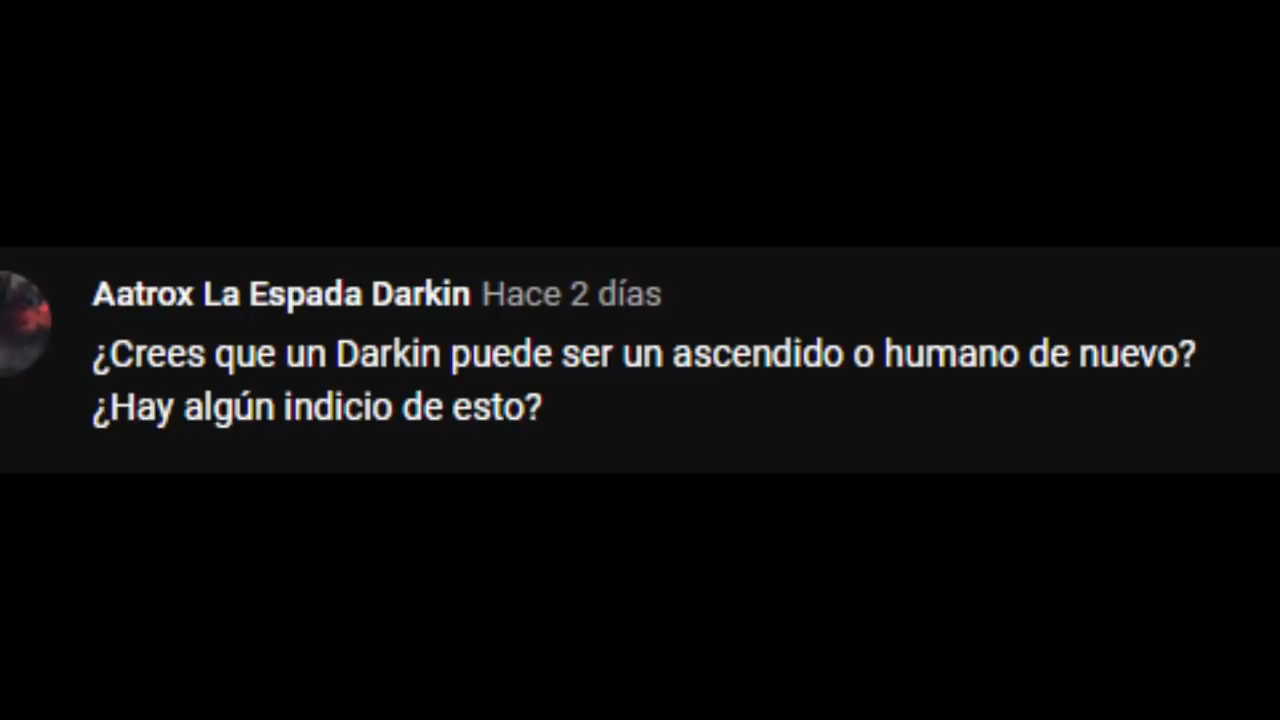 Aatrox La Espada Darkin Hace 2 días
¿Crees que un Darkin puede ser un ascendido o humano de nuevo?
¿Hay algún indicio de esto?